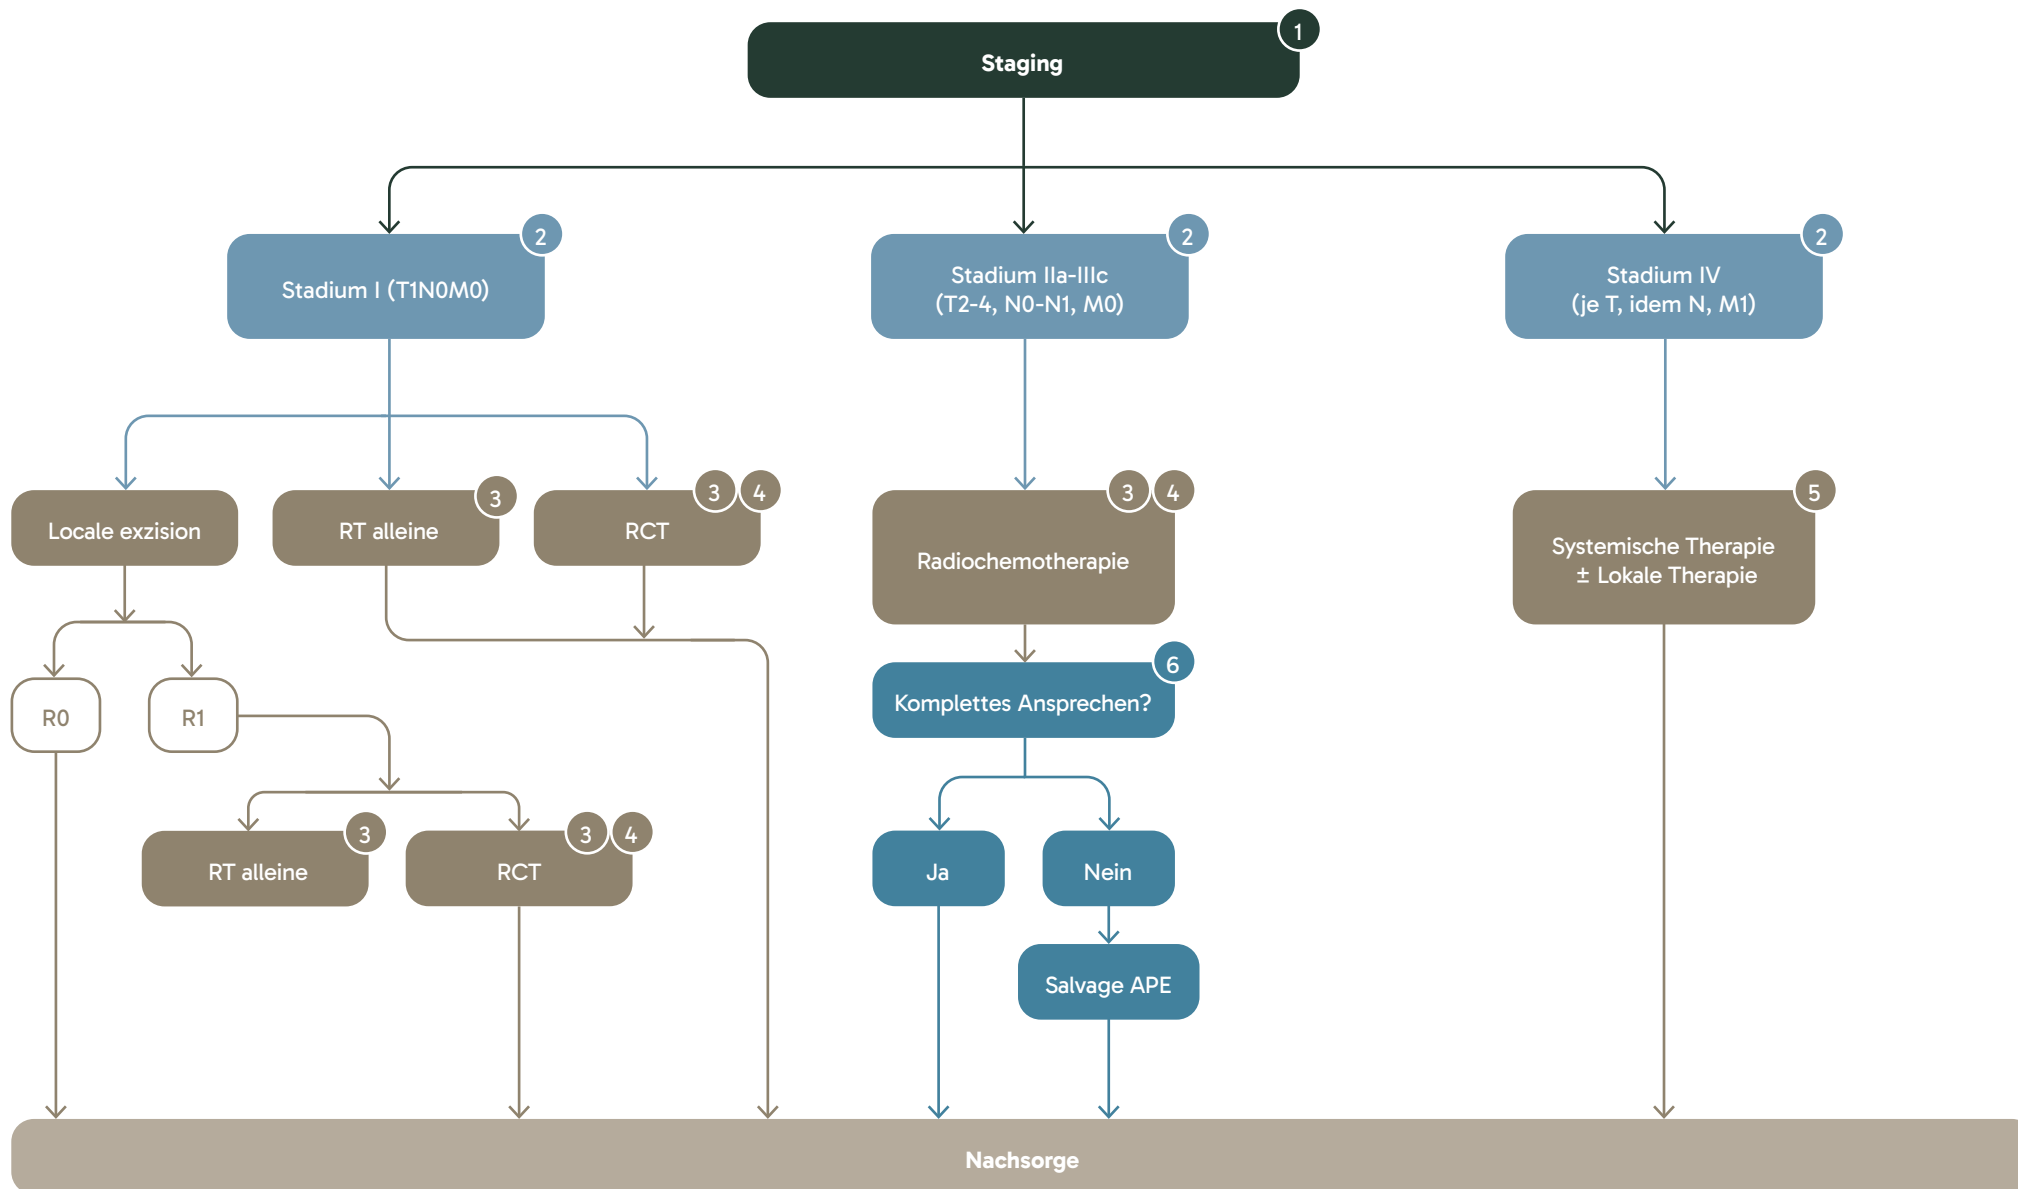 1
Staging
2
Stadium I (T1N0M0)
2
Stadium IIa-IIIc
(T2-4, N0-N1, M0)
2
Stadium IV
(je T, idem N, M1)
Locale exzision
3
RT alleine
3 4
RCT
3 4
Radiochemotherapie
5
Systemische Therapie
± Lokale Therapie
R0
R1
6
Komplettes Ansprechen?
3
RT alleine
3 4
RCT
Ja
Nein
Salvage APE
Nachsorge